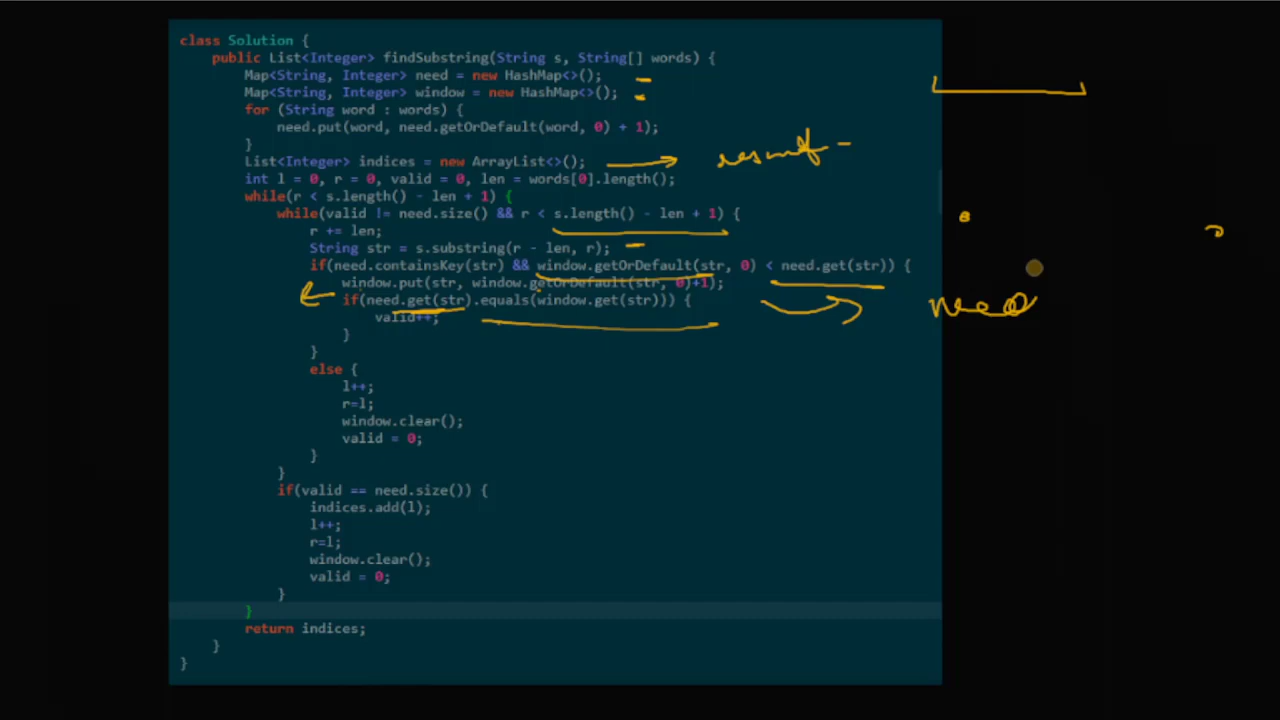 class Solution {
public List<Integer> findSubstring(String s, String[] words) {
Map<String, Integer> need = new HashMap<>();
Map<String, Integer> window = new HashMap<>();
for (String word : words) {
need.put(word, need.getOrDefault(word, 0) + 1);
}
List<Integer> indices = new ArrayList<>();
result
int l = 0, r = 0, valid = 0, len = words[0].length();
while(r < s.length() - len + 1) {
while(valid != need.size() && r < s.length() - len + 1) {
r += len;
String str = s.substring(r - len, r);
if(need.containsKey(str) && window.getOrDefault(str, 0) < need.get(str)) {
window.put(str, window.getOrDefault(str, 0)+1);
if(need.get(str).equals(window.get(str))) {
need
valid++;
}
}
else {
l++;
r=l;
window.clear();
valid = 0;
}
}
if(valid == need.size()) {
indices.add(l);
l++;
r=l;
window.clear();
valid = 0;
}
}
return indices;
}
}